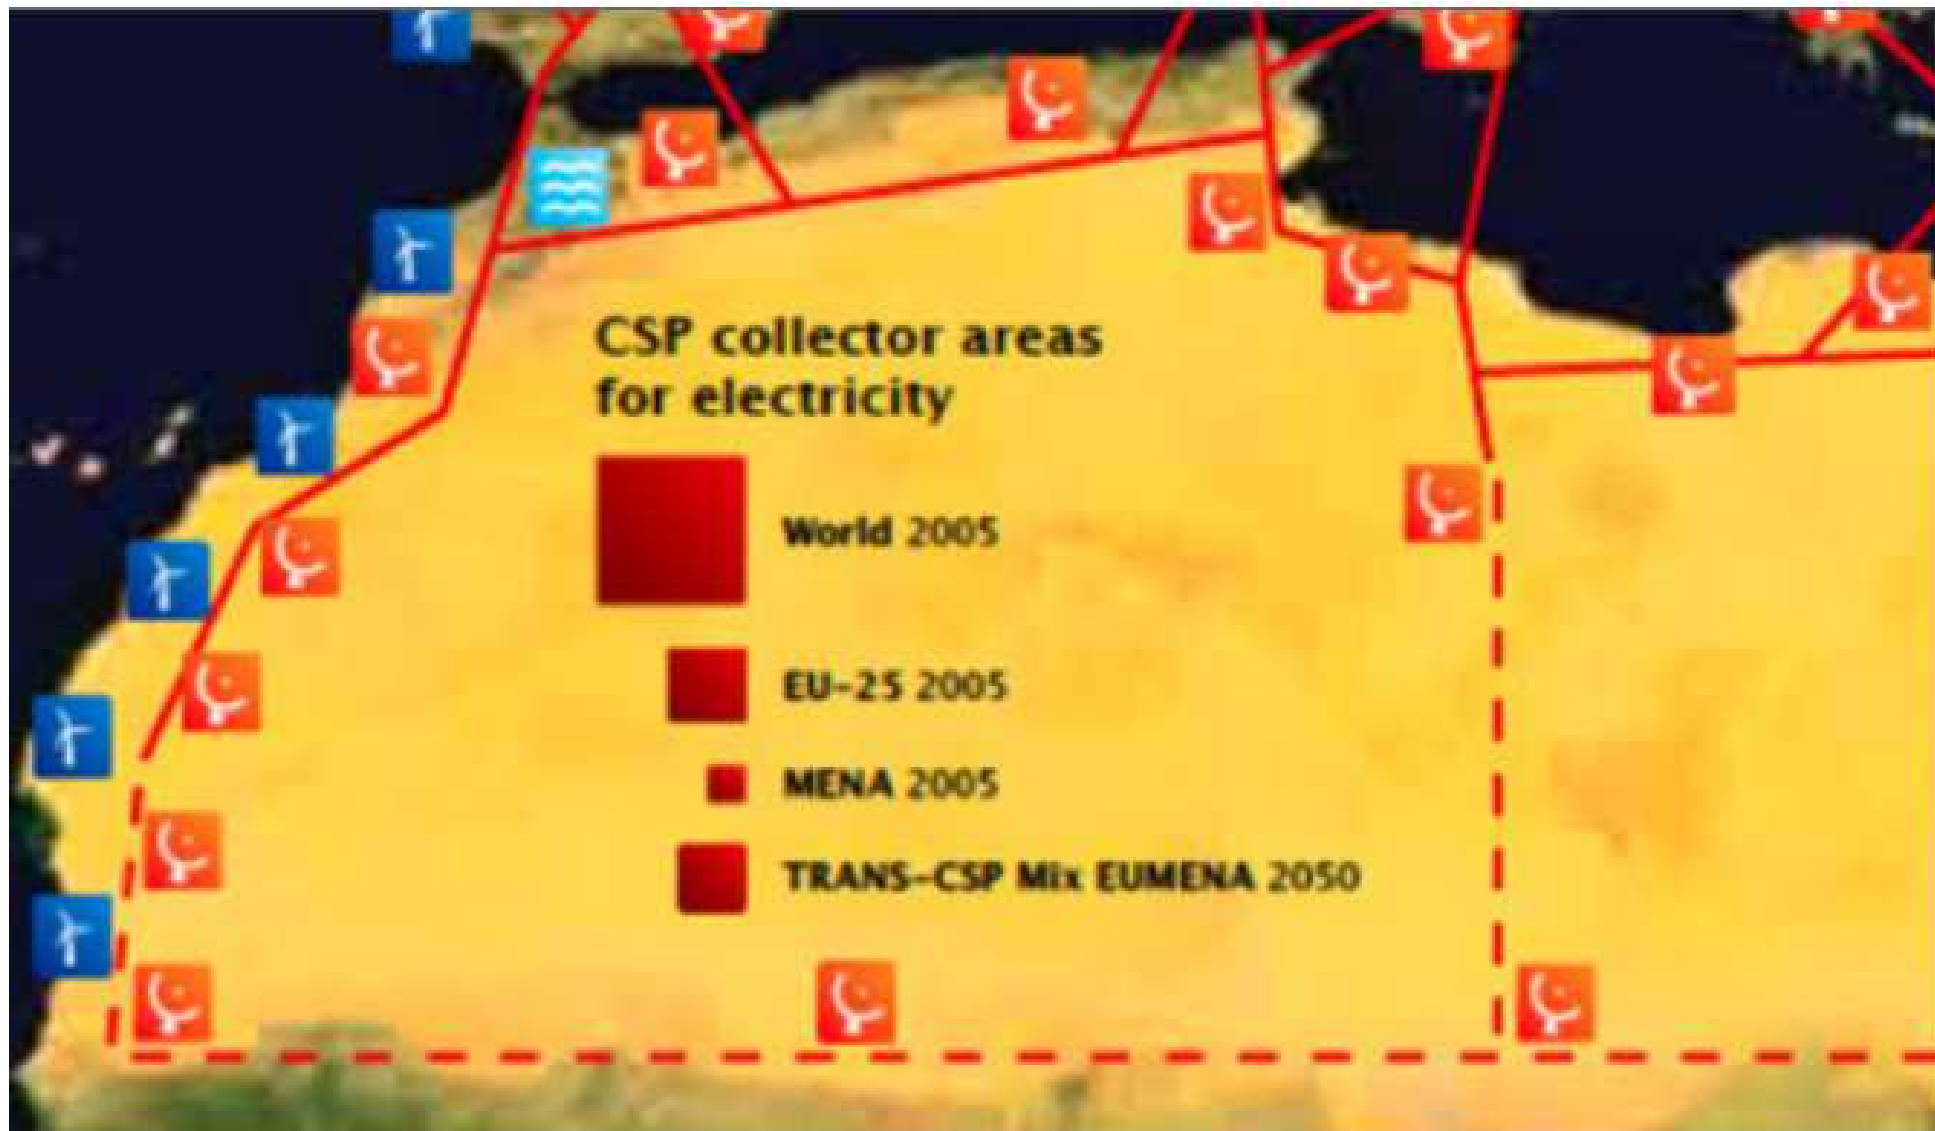 CSP collector areas
for electricity
World 2005
EU-25 2005
MENA 2005
TRANS-CSP Mix EUMENA 2050